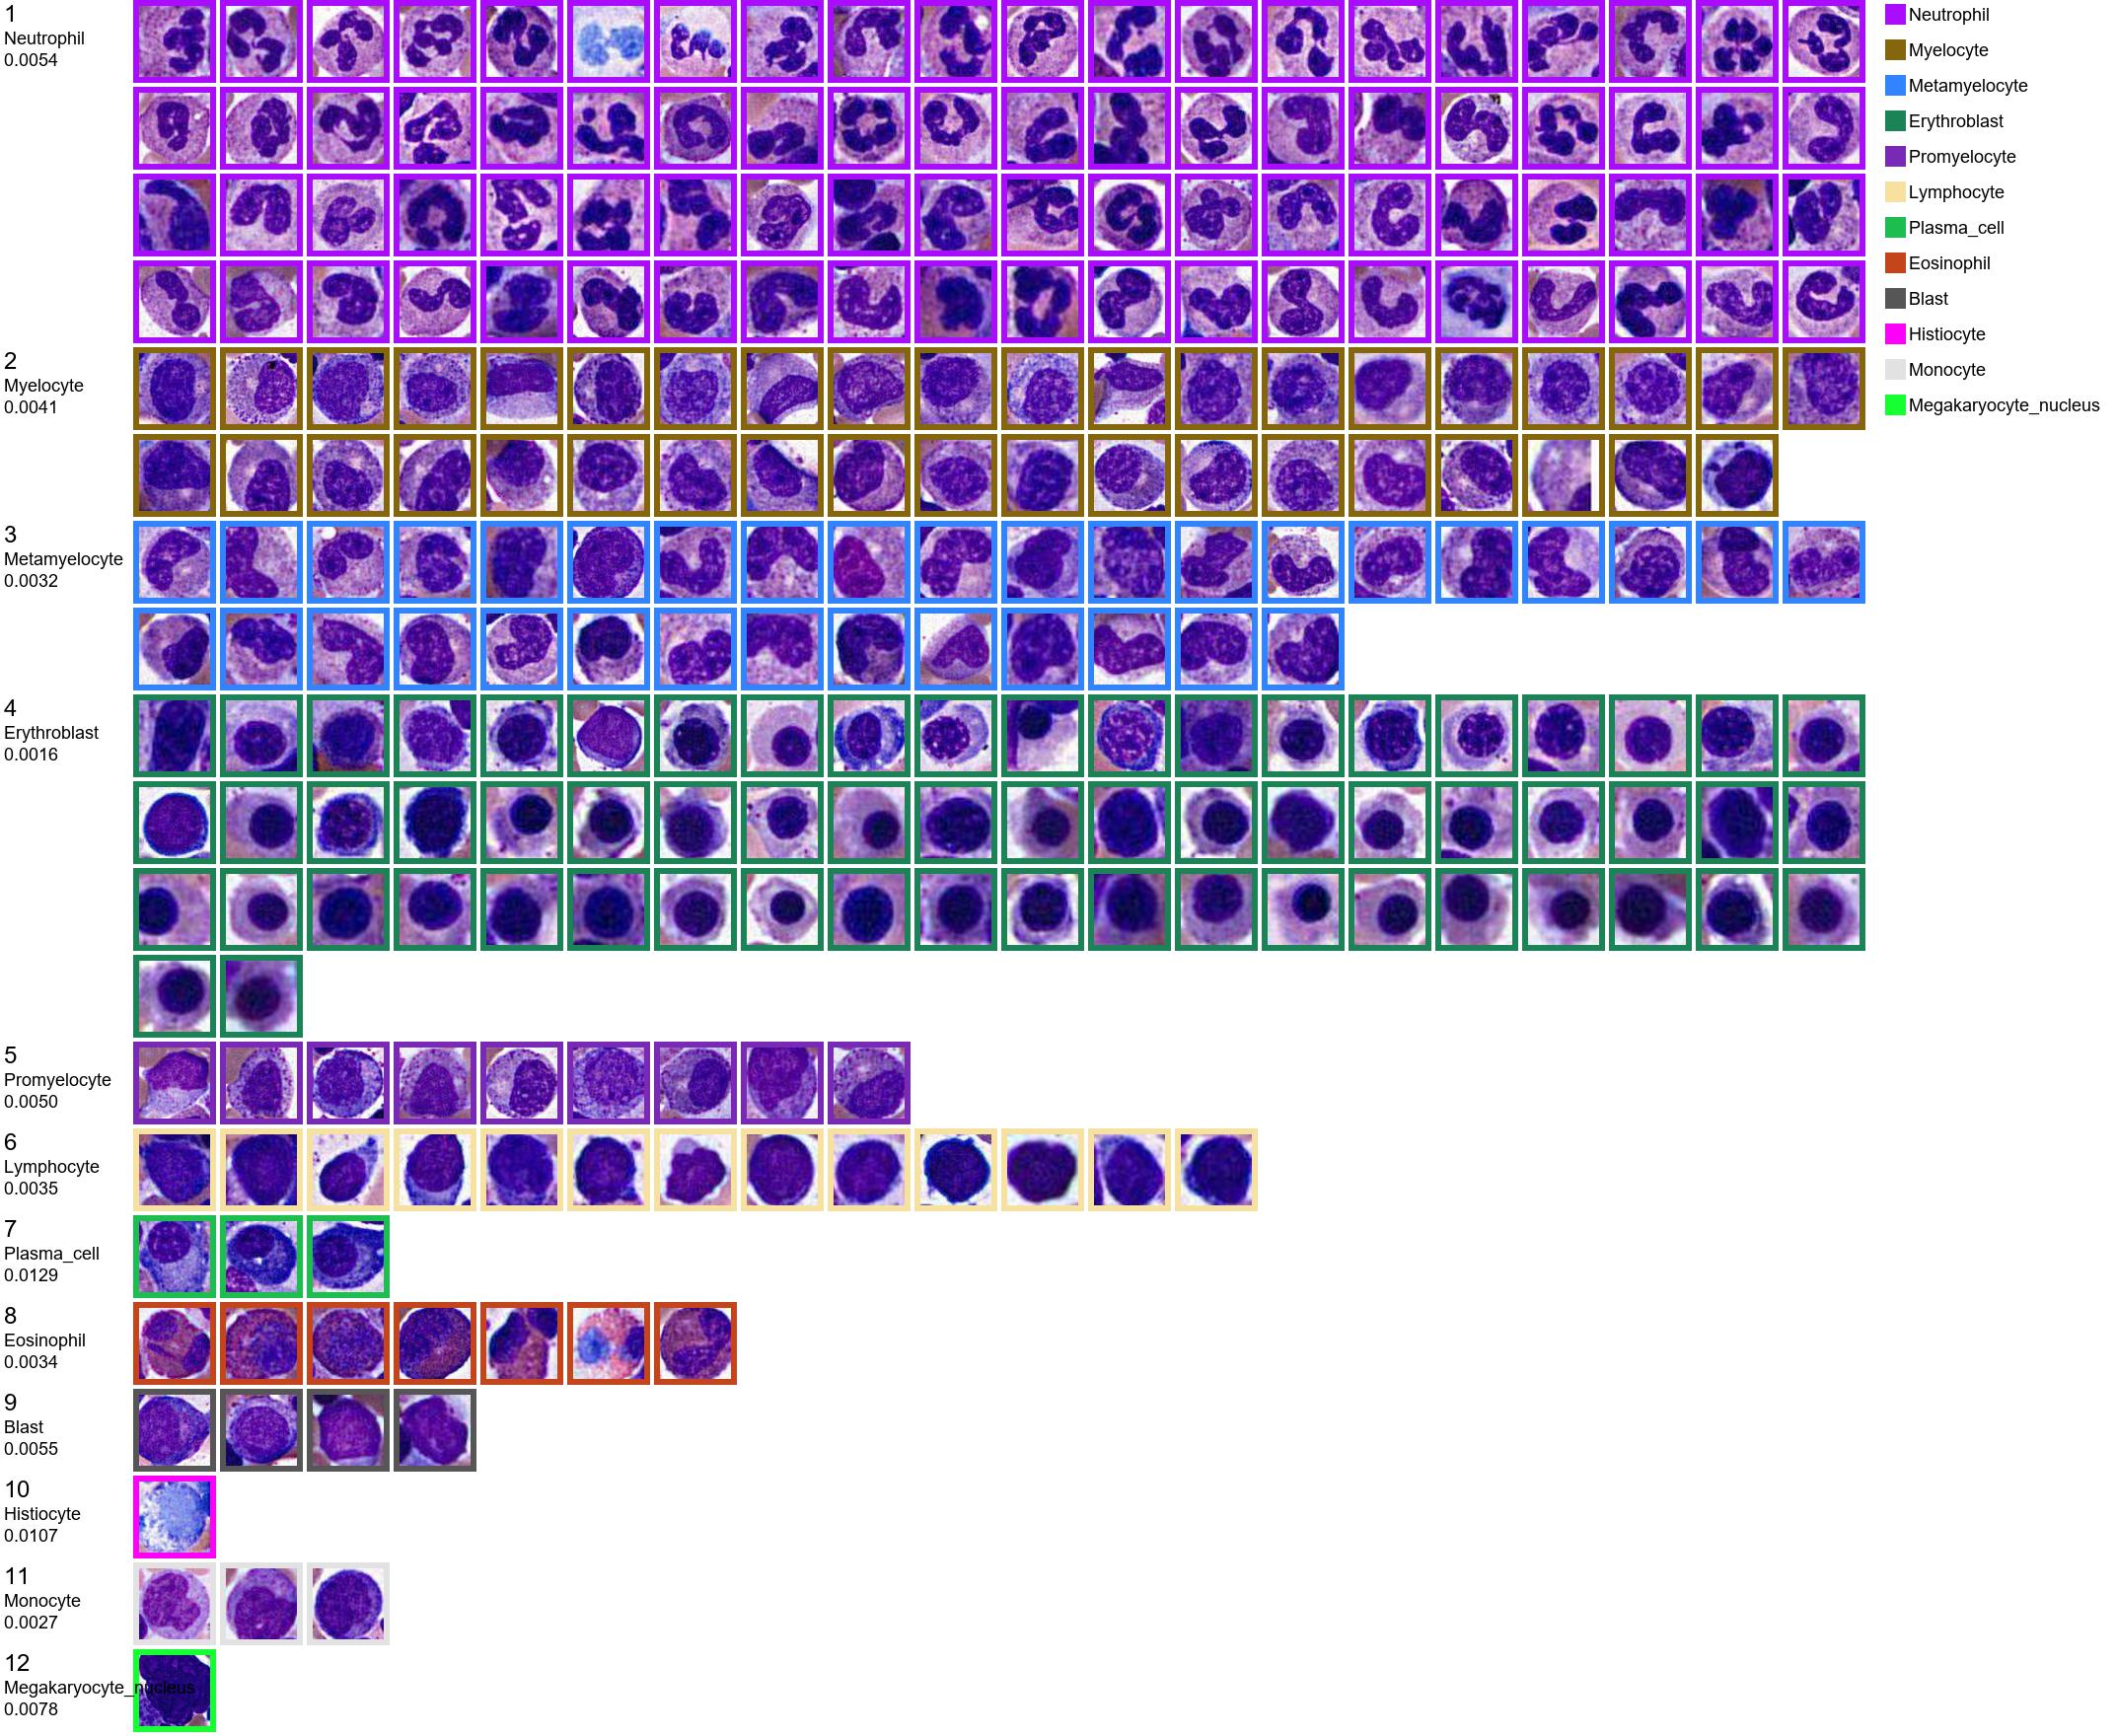 1
Neutrophil
0.0054
2
Myelocyte
0.0041
3
Metamyelocyte
0.0032
4
Erythroblast
0.0016
5
Promyelocyte
0.0050
6
Lymphocyte
0.0035
7
Plasma_cell
0.0129
8
Eosinophil
0.0034
9
Blast
0.0055
10
Histiocyte
0.0107
11
Monocyte
0.0027
12
Megakaryocyte_nucleus
0.0078
Neutrophil
Myelocyte
Metamyelocyte
Erythroblast
Promyelocyte
Lymphocyte
Plasma_cell
Eosinophil
Blast
Histiocyte
Monocyte
Megakaryocyte_nucleus